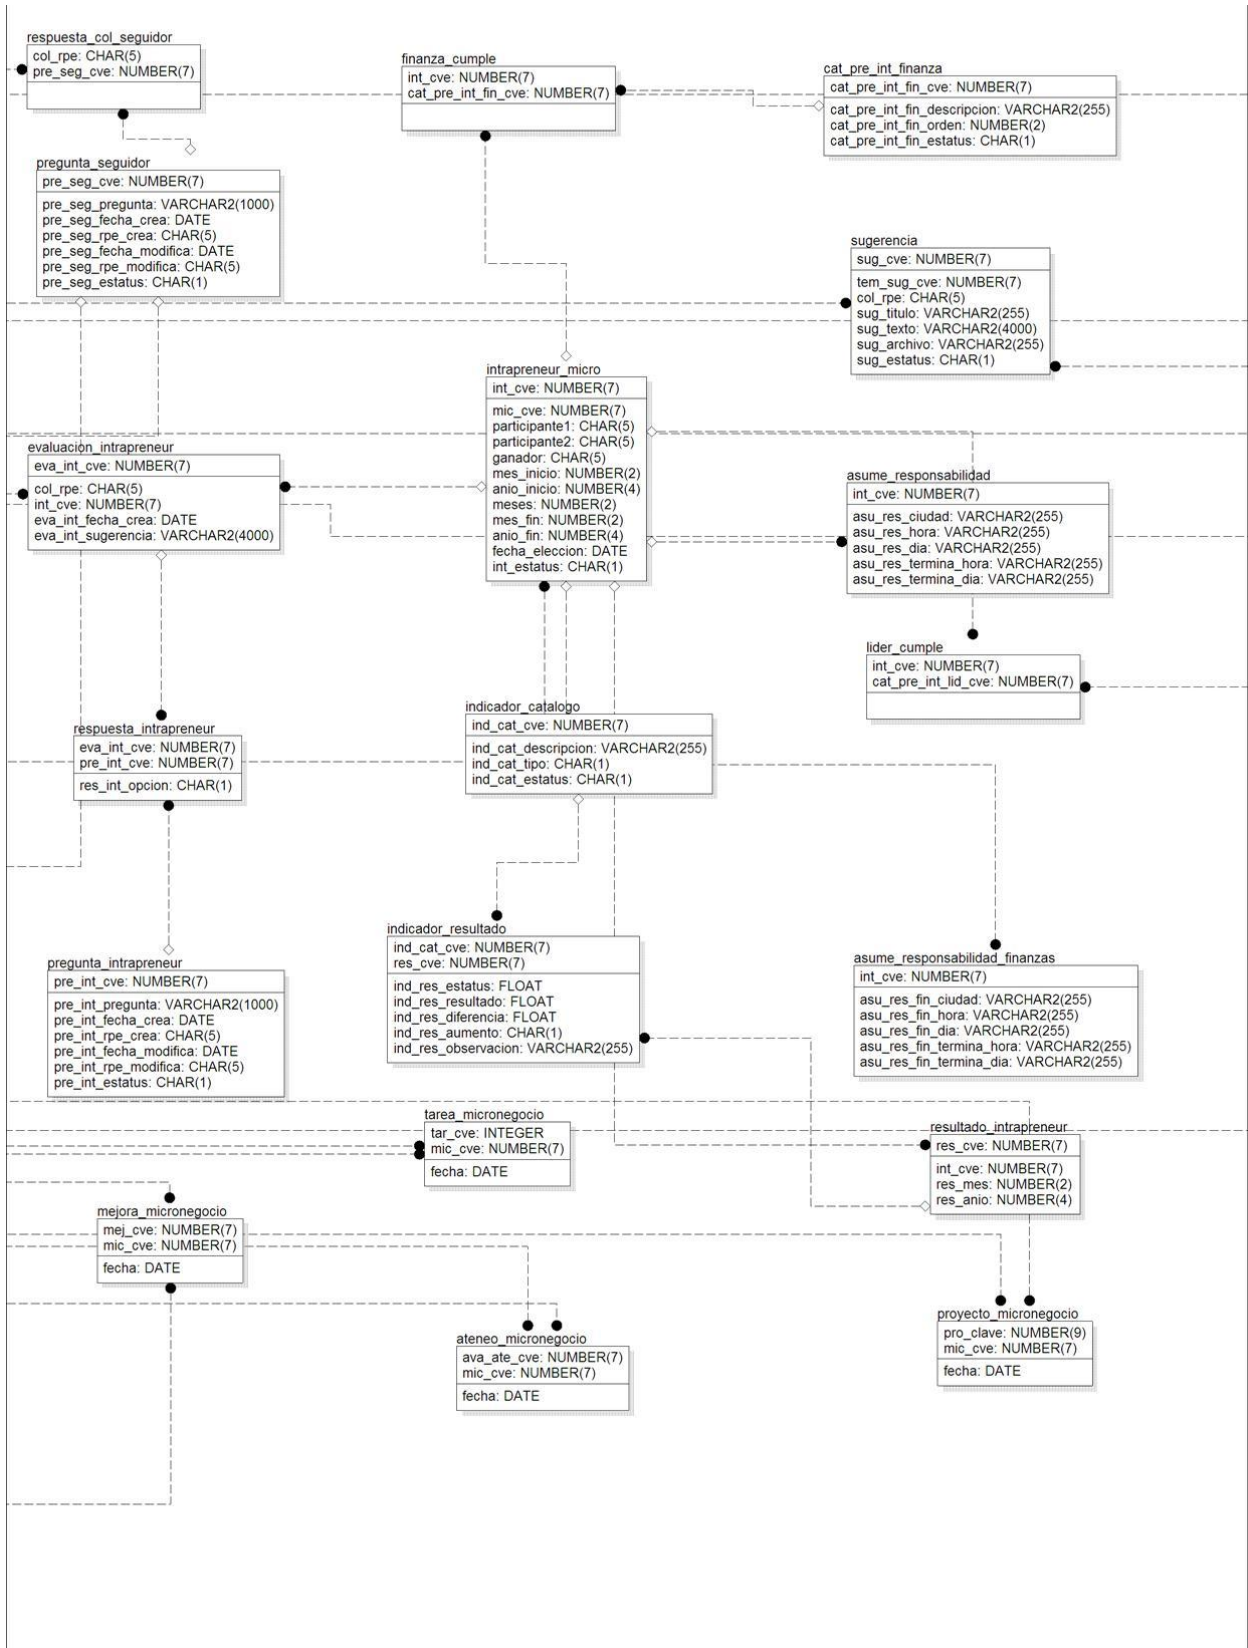 respuesta_col_seguidor
col_rpe: CHAR(5)
pre_seg_cve: NUMBER(7)
finanza_cumple
int_cve: NUMBER(7)
cat_pre_int_fin_cve: NUMBER(7)
cat_pre_int_finanza
cat_pre_int_fin_cve: NUMBER(7)
cat_pre_int_fin_descripcion: VARCHAR2(255)
cat_pre_int_fin_orden: NUMBER(2)
cat_pre_int_fin_estatus: CHAR(1)
pregunta_seguidor
pre_seg_cve: NUMBER(7)
pre_seg_pregunta: VARCHAR2(1000)
pre_seg_fecha_crea: DATE
pre_seg_rpe_crea: CHAR(5)
pre_seg_fecha_modifica: DATE
pre_seg_rpe_modifica: CHAR(5)
pre_seg_estatus: CHAR(1)
sugerencia
sug_cve: NUMBER(7)
tem_sug_cve: NUMBER(7)
col_rpe: CHAR(5)
sug_titulo: VARCHAR2(255)
sug_texto: VARCHAR2(4000)
sug_archivo: VARCHAR2(255)
sug_estatus: CHAR(1)
intrapreneur_micro
int_cve: NUMBER(7)
mic_cve: NUMBER(7)
participante1: CHAR(5)
participante2: CHAR(5)
ganador: CHAR(5)
mes_inicio: NUMBER(2)
anio_inicio: NUMBER(4)
meses: NUMBER(2)
mes_fin: NUMBER(2)
anio_fin: NUMBER(4)
fecha_eleccion: DATE
int_estatus: CHAR(1)
evaluacion_intrapreneur
eva_int_cve: NUMBER(7)
col_rpe: CHAR(5)
int_cve: NUMBER(7)
eva_int_fecha_crea: DATE
eva_int_sugerencia: VARCHAR2(4000)
asume_responsabilidad
int_cve: NUMBER(7)
asu_res_ciudad: VARCHAR2(255)
asu_res_hora: VARCHAR2(255)
asu_res_dia: VARCHAR2(255)
asu_res_termina_hora: VARCHAR2(255)
asu_res_termina_dia: VARCHAR2(255)
lider_cumple
int_cve: NUMBER(7)
cat_pre_int_lid_cve: NUMBER(7)
respuesta_intrapreneur
eva_int_cve: NUMBER(7)
pre_int_cve: NUMBER(7)
res_int_opcion: CHAR(1)
indicador_catalogo
ind_cat_cve: NUMBER(7)
ind_cat_descripcion: VARCHAR2(255)
ind_cat_tipo: CHAR(1)
ind_cat_estatus: CHAR(1)
indicador_resultado
ind_cat_cve: NUMBER(7)
res_cve: NUMBER(7)
ind_res_estatus: FLOAT
ind_res_resultado: FLOAT
ind_res_diferencia: FLOAT
ind_res_aumento: CHAR(1)
ind_res_observacion: VARCHAR2(255)
pregunta_intrapreneur
pre_int_cve: NUMBER(7)
pre_int_pregunta: VARCHAR2(1000)
pre_int_fecha_crea: DATE
pre_int_rpe_crea: CHAR(5)
pre_int_fecha_modifica: DATE
pre_int_rpe_modifica: CHAR(5)
pre_int_estatus: CHAR(1)
asume_responsabilidad_finanzas
int_cve: NUMBER(7)
asu_res_fin_ciudad: VARCHAR2(255)
asu_res_fin_hora: VARCHAR2(255)
asu_res_fin_dia: VARCHAR2(255)
asu_res_fin_termina_hora: VARCHAR2(255)
asu_res_fin_termina_dia: VARCHAR2(255)
tarea_micronegocio
tar_cve: INTEGER
mic_cve: NUMBER(7)
fecha: DATE
resultado_intrapreneur
res_cve: NUMBER(7)
int_cve: NUMBER(7)
res_mes: NUMBER(2)
res_anio: NUMBER(4)
mejora_micronegocio
mej_cve: NUMBER(7)
mic_cve: NUMBER(7)
fecha: DATE
ateneo_micronegocio
ava_ate_cve: NUMBER(7)
mic_cve: NUMBER(7)
fecha: DATE
proyecto_micronegocio
pro_clave: NUMBER(9)
mic_cve: NUMBER(7)
fecha: DATE